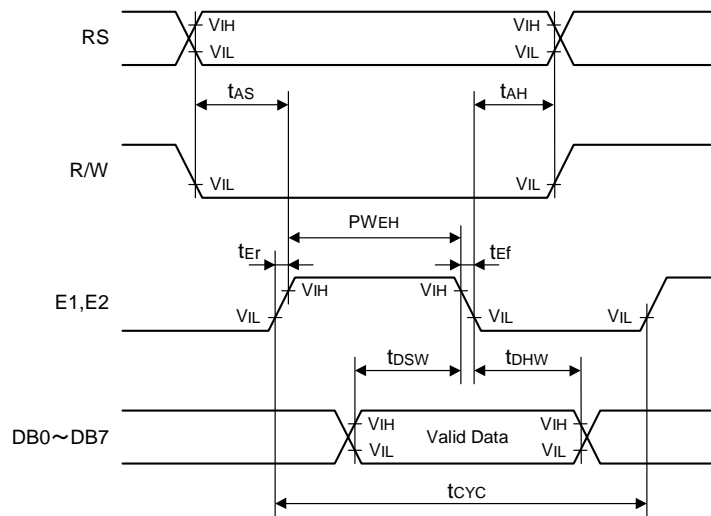 RS
VIH
VIH
VIL
VIL
tAS
tAH
R/W
VIL
VIL
PWEH
tEr
tEf
E1,E2
VIH
VIH
VIL
VIL
VIL
tDSW
tDHW
DB0～DB7
VIH
Valid Data
VIH
VIL
VIL
tCYC